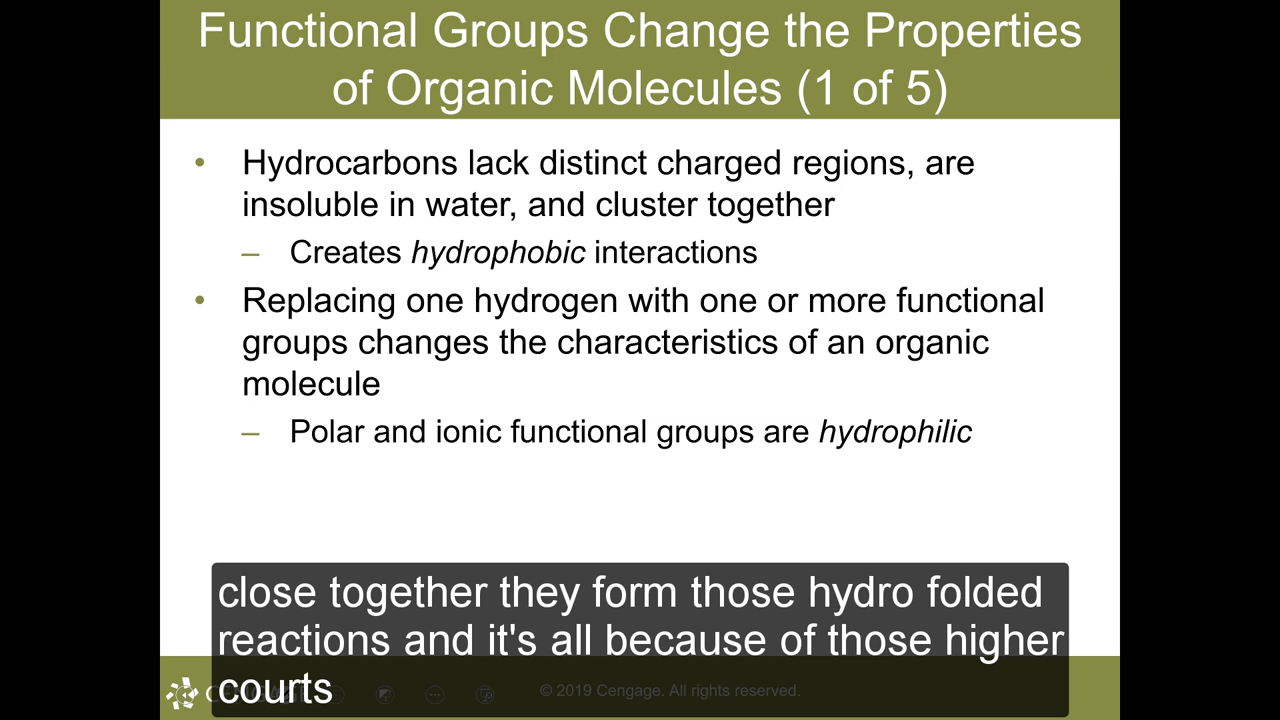 Functional Groups Change the Properties
of Organic Molecules (1 of 5)
• Hydrocarbons lack distinct charged regions, are
insoluble in water, and cluster together
– Creates hydrophobic interactions
• Replacing one hydrogen with one or more functional
groups changes the characteristics of an organic
molecule
– Polar and ionic functional groups are hydrophilic
close together they form those hydro folded
reactions and it's all because of those higher
courts
© 2019 Cengage. All rights reserved.